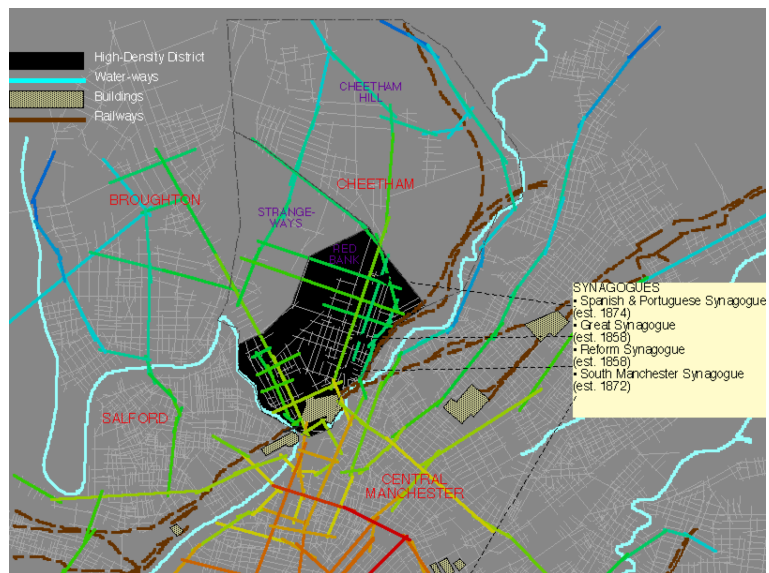 High-Density District
Water-ways
Buildings
Railways
CHEETHAM
HILL
CHEETHAM
BROUGHTON
STRANGE-
WAYS
RED
BANK
SYNAGOGUES
• Spanish & Portuguese Synagogue
(est. 1874)
• Great Synagogue
(est. 1858)
• Reform Synagogue
(est. 1858)
• South Manchester Synagogue
(est. 1872)
SALFORD
CENTRAL
MANCHESTER